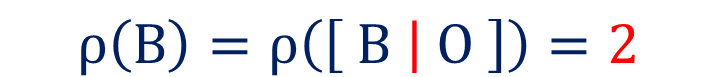 ρ(B) = ρ([ B | O ]) = 2